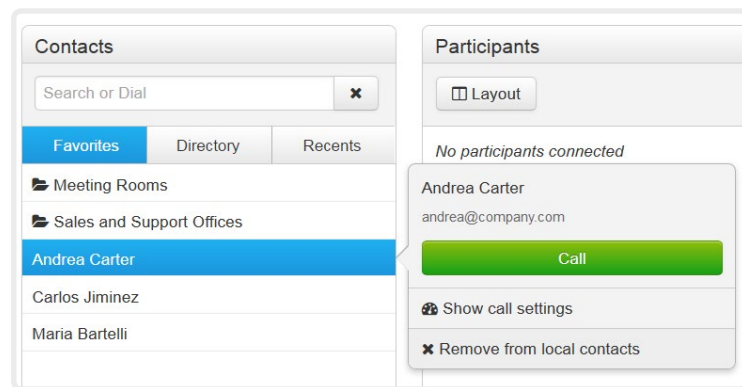 Contacts
Search or Dial
Favorites Directory Recents
Meeting Rooms
Sales and Support Offices
Andrea Carter
Carlos Jiminez
Maria Bartelli
Participants
Layout
No participants connected
Andrea Carter
andrea@company.com
Call
Show call settings
Remove from local contacts